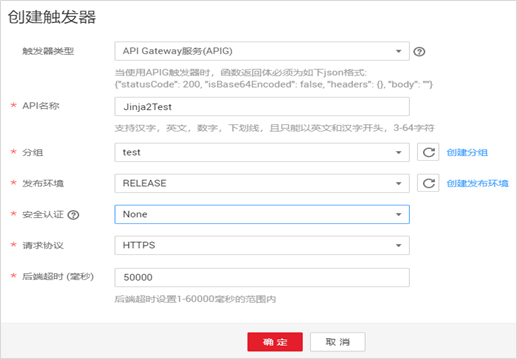 创建触发器
触发器类型
API Gateway服务(APIG)
当使用APIG触发器时，函数返回体必须为如下json格式:
{"statusCode": 200, "isBase64Encoded": false, "headers": {}, "body": ""}
* API名称
Jinja2Test
支持汉字，英文，数字，下划线，且只能以英文和汉字开头，3-64字符
* 分组
test
创建分组
* 发布环境
RELEASE
创建发布环境
* 安全认证 ?
None
* 请求协议
HTTPS
* 后端超时 (毫秒)
50000
后端超时设置1-60000毫秒的范围内
确定
取消